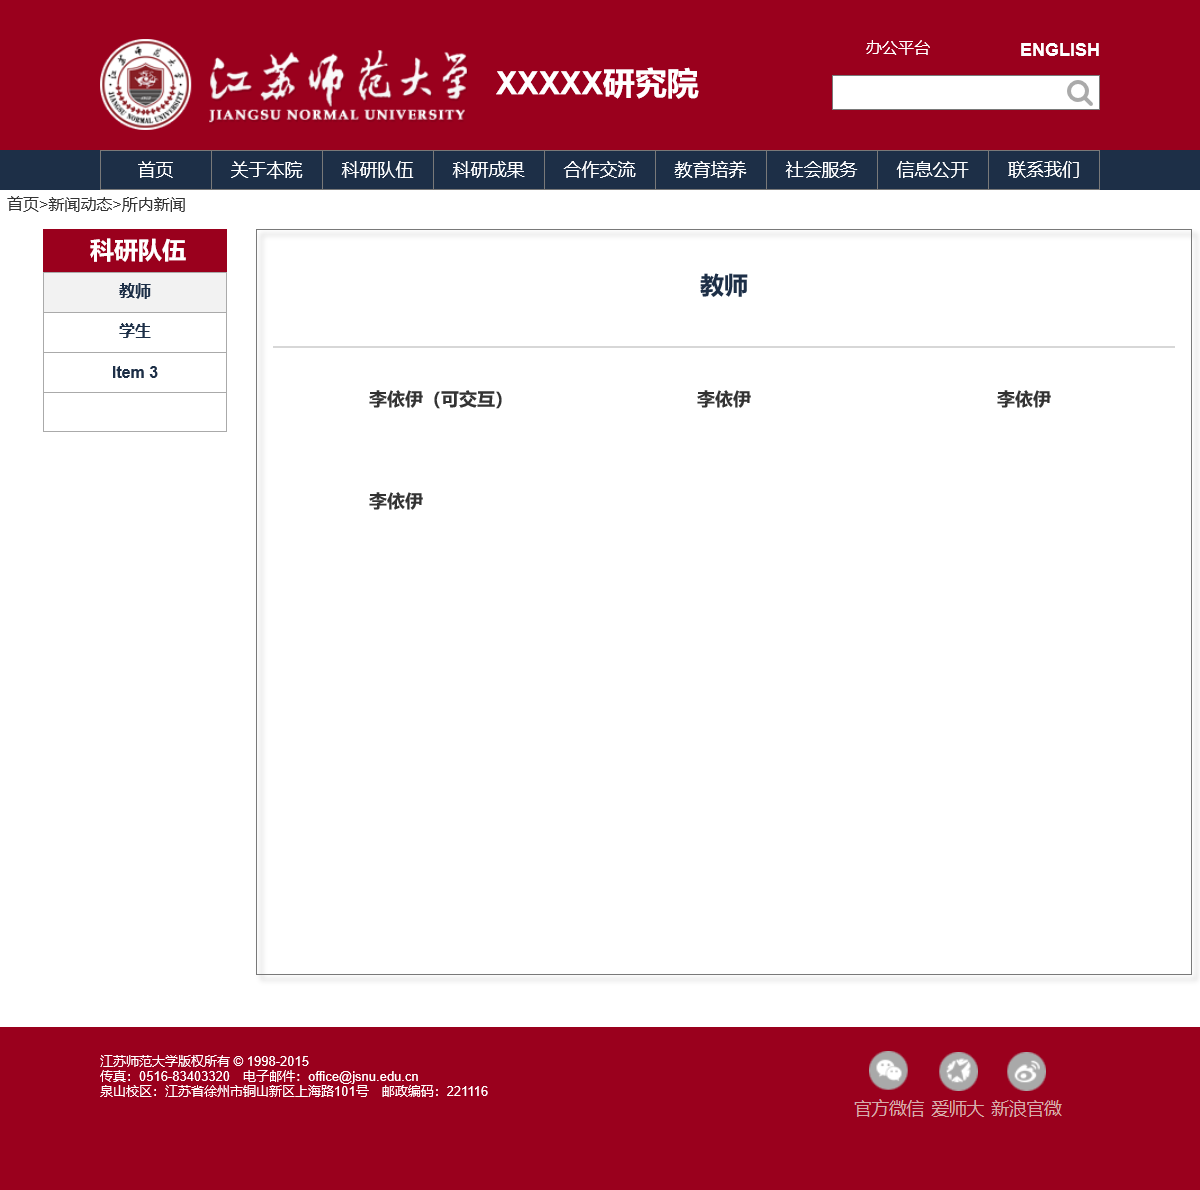 办公平台
ENGLISH
江苏师范大学
JIANGSU NORMAL UNIVERSITY
XXXXX研究院
首页 关于本院 科研队伍 科研成果 合作交流 教育培养 社会服务 信息公开 联系我们
首页>新闻动态>所内新闻
科研队伍
教师
学生
Item 3
教师
李依伊（可交互） 李依伊 李依伊
李依伊
江苏师范大学版权所有 © 1998-2015
传真：0516-83403320 电子邮件：office@jsnu.edu.cn
泉山校区：江苏省徐州市铜山新区上海路101号 邮政编码：221116
官方微信 爱师大 新浪官微